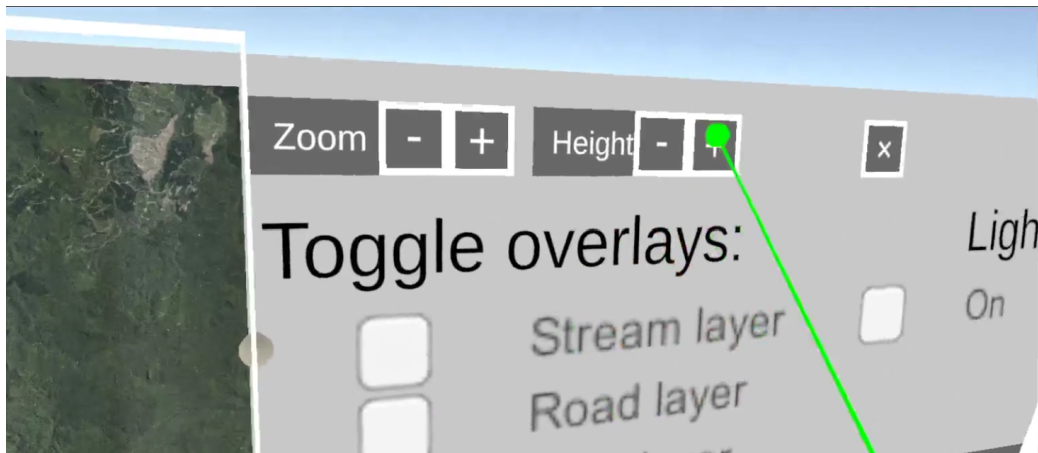 Zoom - + Height - + x
Toggle overlays:
Stream layer
Road layer
On